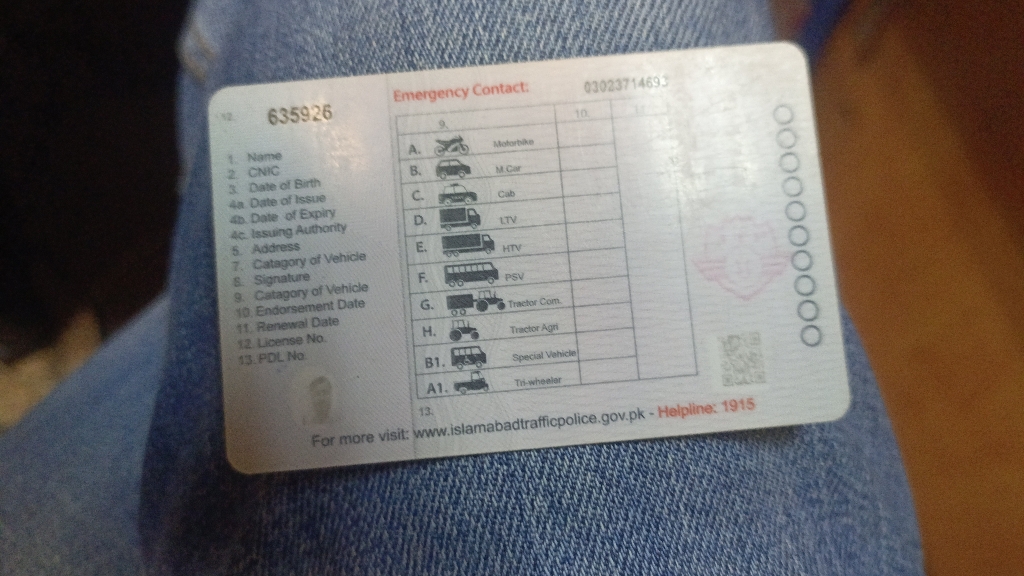 12. 635926
Emergency Contact: 03023714693
1. Name
2. CNIC
3. Date of Birth
4a. Date of Issue
4b. Date of Expiry
4c. Issuing Authority
5. Address
7. Catagory of Vehicle
8. Signature
9. Catagory of Vehicle
10. Endorsement Date
11. Renewal Date
12. License No.
13. PDL No.
9. 10.
A. Motorbike
B. M.Car
C. Cab
D. LTV
E. HTV
F. PSV
G. Tractor Com.
H. Tractor Agri
B1. Special Vehicle
A1. Tri-wheeler
13.
For more visit: www.islamabadtrafficpolice.gov.pk - Helpline: 1915